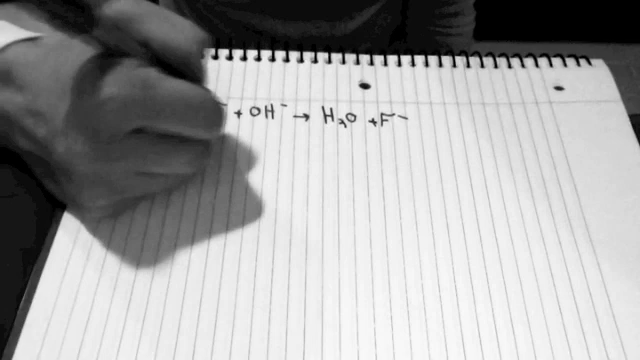 + OH⁻ → H₂O + F⁻